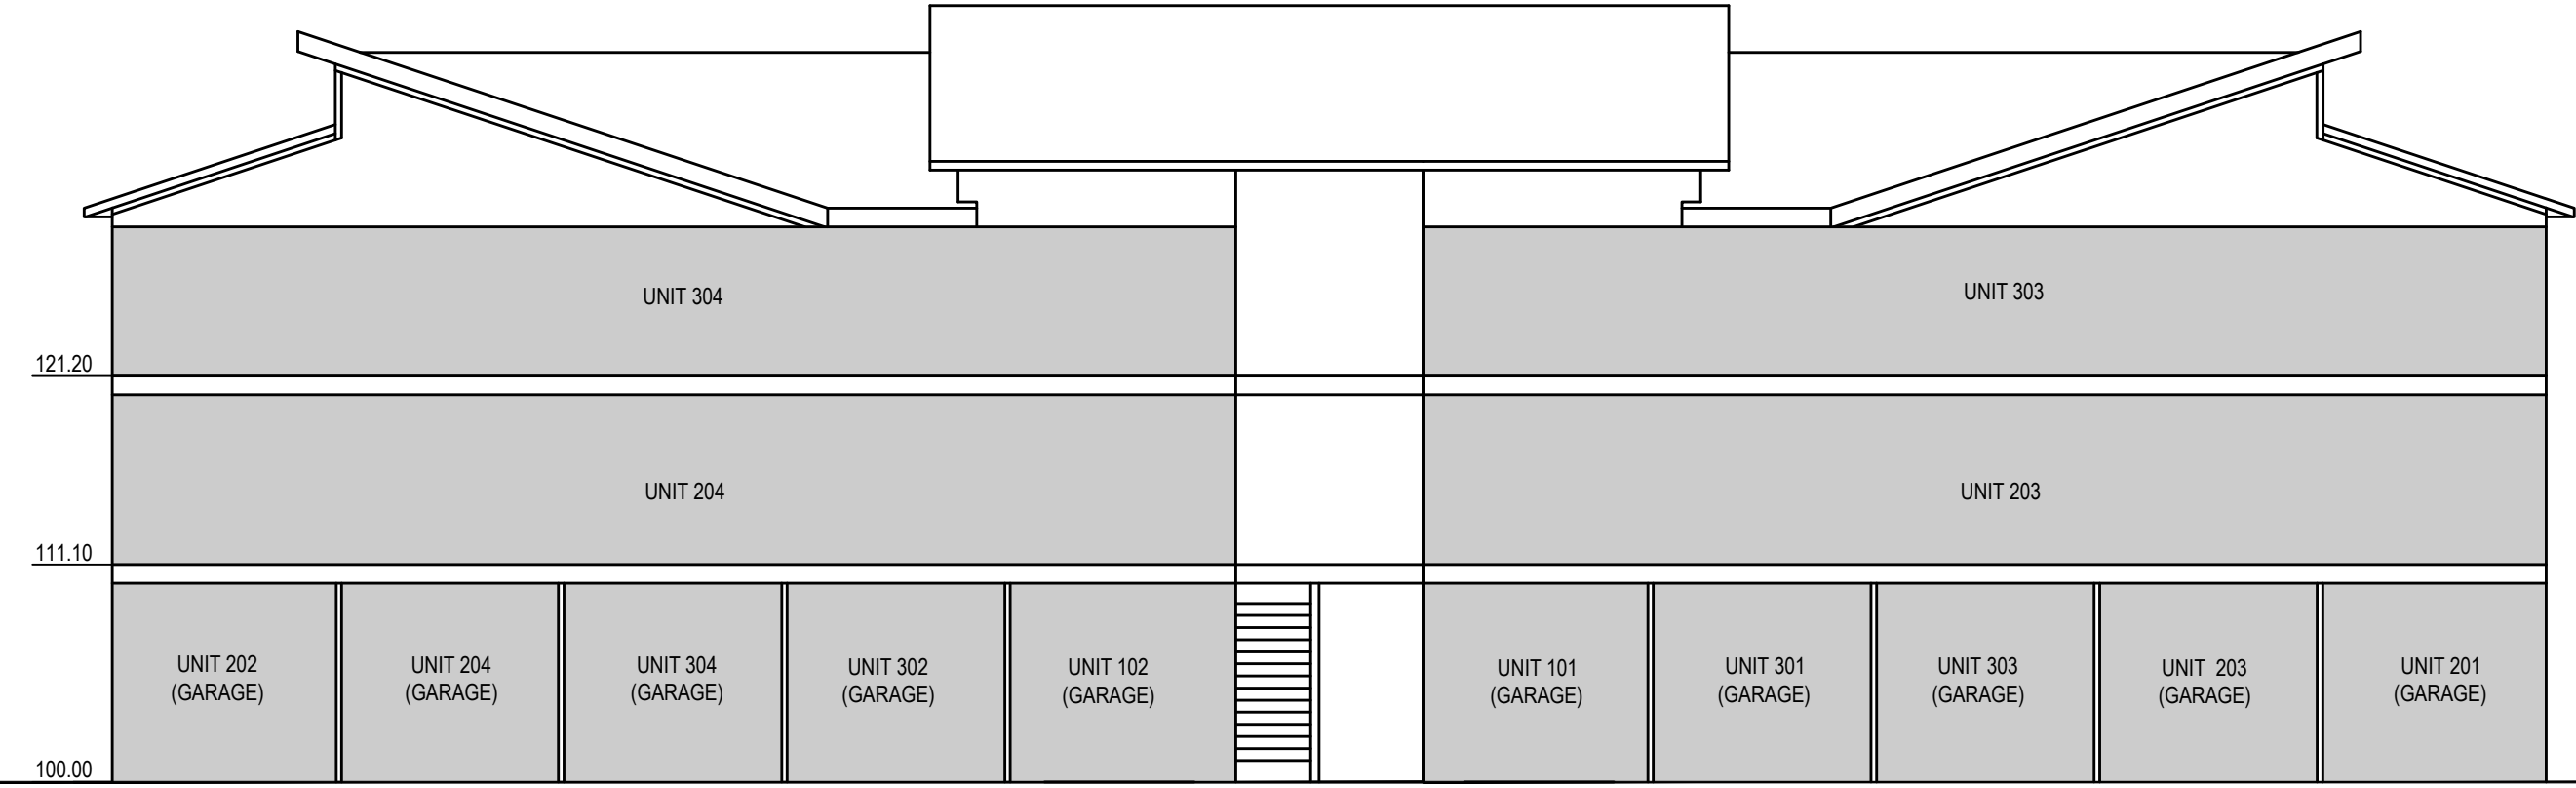 UNIT 304
UNIT 303
121.20
UNIT 204
UNIT 203
111.10
UNIT 202
(GARAGE)
UNIT 204
(GARAGE)
UNIT 304
(GARAGE)
UNIT 302
(GARAGE)
UNIT 102
(GARAGE)
UNIT 101
(GARAGE)
UNIT 301
(GARAGE)
UNIT 303
(GARAGE)
UNIT  203
(GARAGE)
UNIT 201
(GARAGE)
100.00